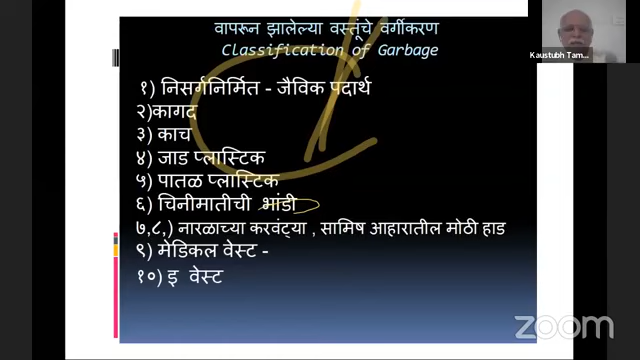 वापरून झालेल्या वस्तूंचे वर्गीकरण
Classification of Garbage
Kaustubh Tam...
१) निसर्गनिर्मित - जैविक पदार्थ
२)कागद
३) काच
४) जाड प्लास्टिक
५) पातळ प्लास्टिक
६) चिनीमातीची भांडी
७,८,) नारळाच्या करवंट्या , सामिष आहारातील मोठी हाड
९) मेडिकल वेस्ट -
१०) इ वेस्ट
zoom